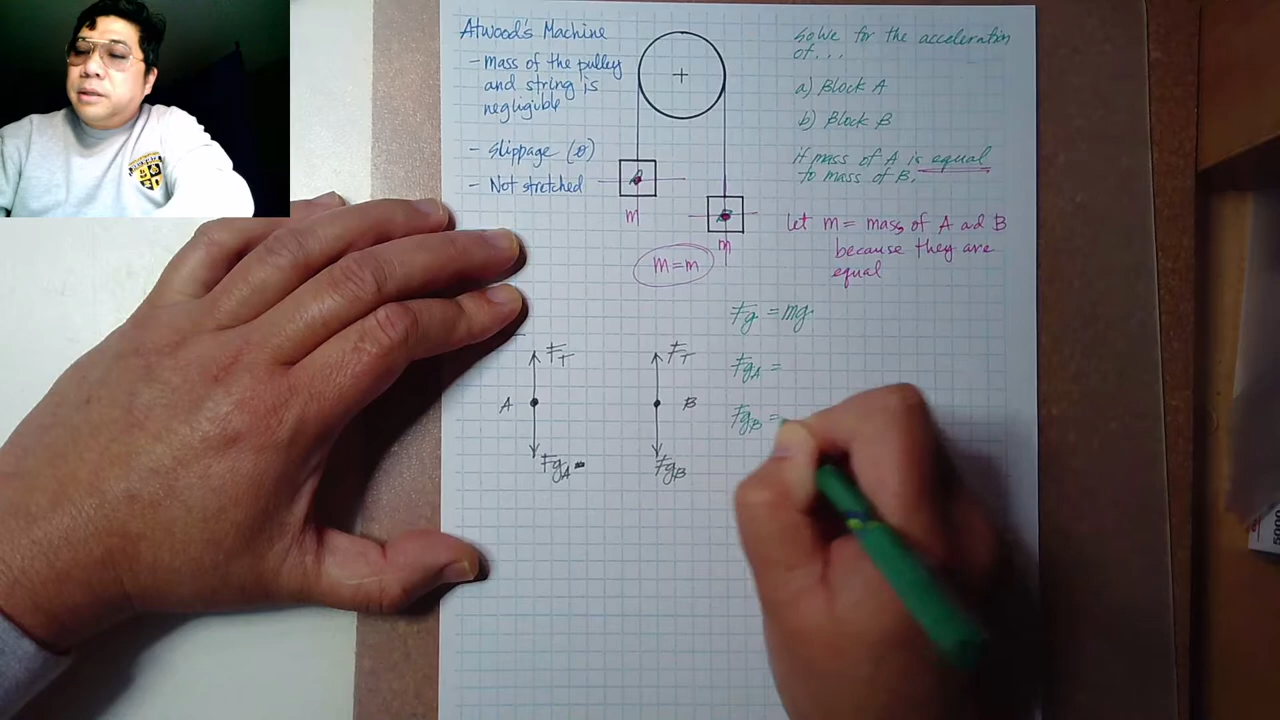 Atwood's Machine
- Mass of the pulley
and string is
negligible
- Slippage (∅)
- Not stretched
m
m
m = m
Solve for the acceleration
of...
a) Block A
b) Block B
if mass of A is equal
to mass of B.
let m = mass of A ad B
because they are
equal
Fg = mg
FgA =
FgB =
FT
A
FgA
FT
B
FgB